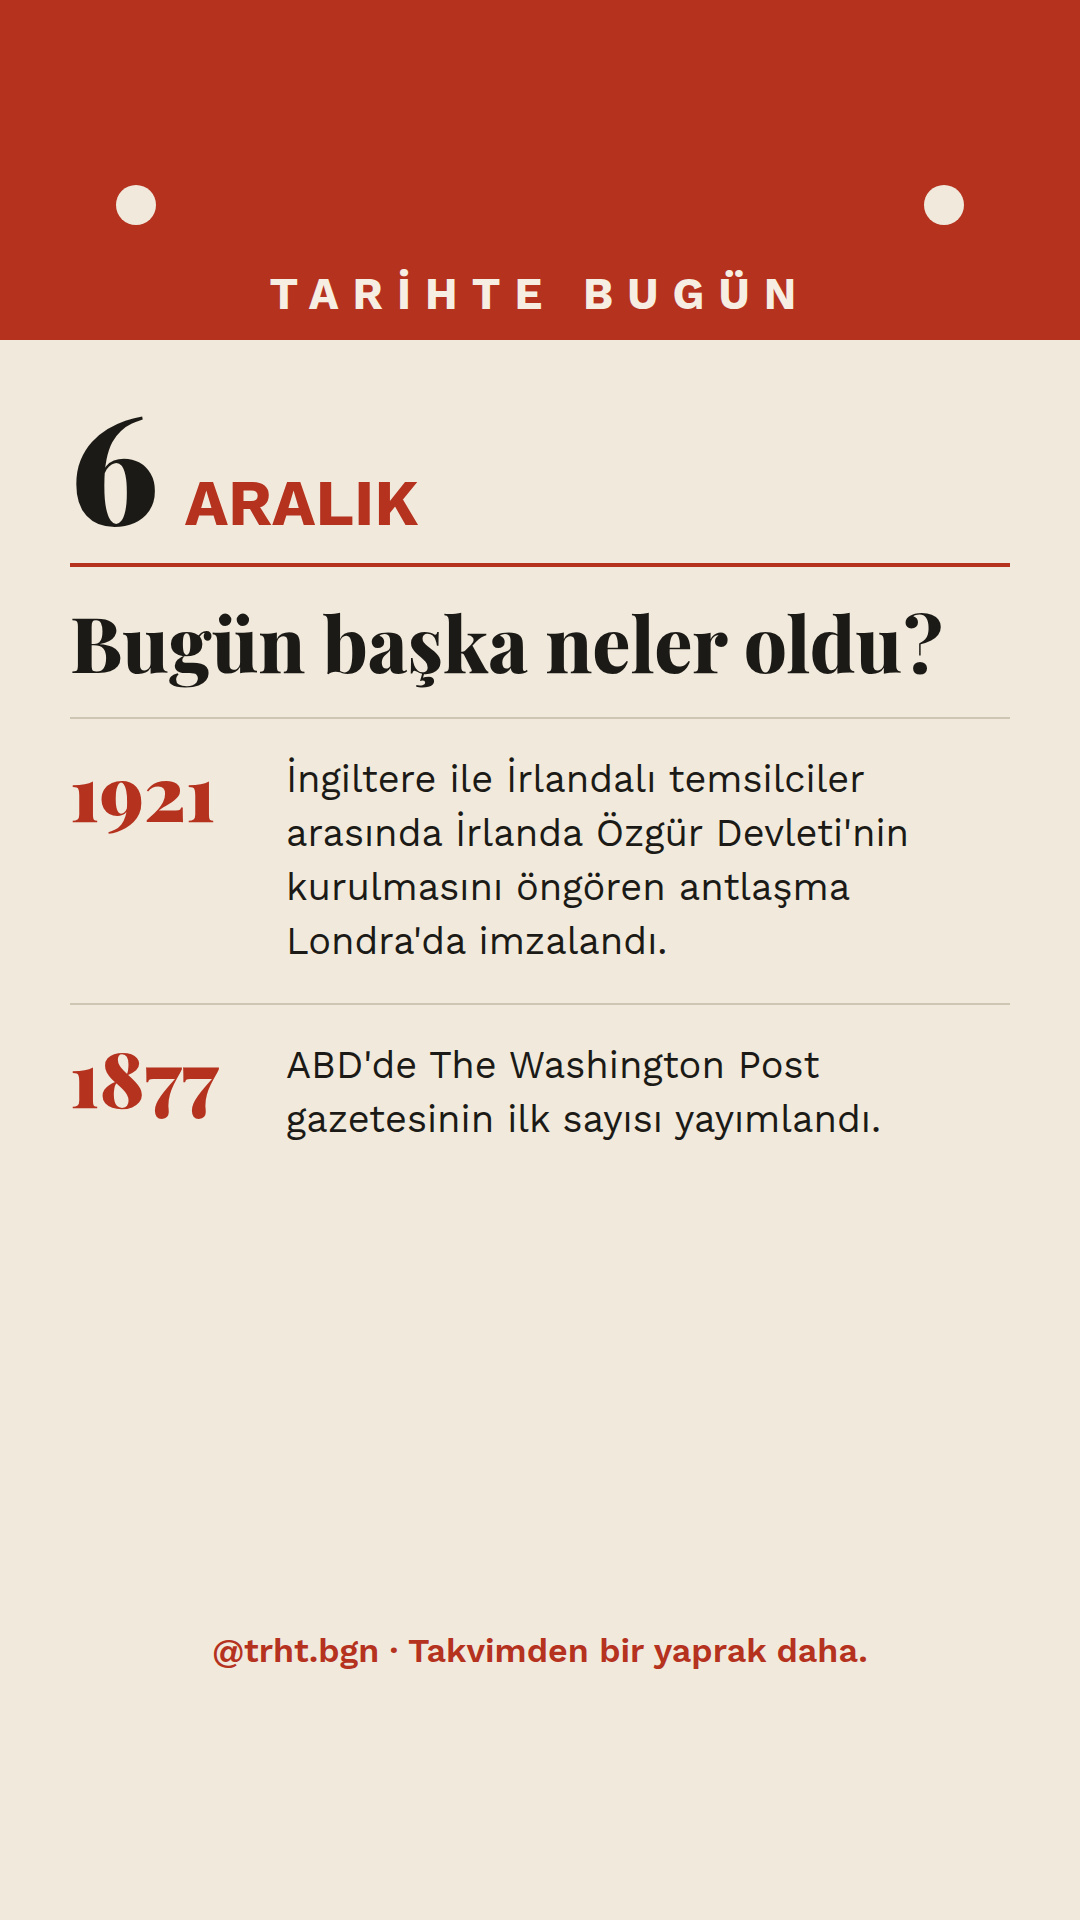 TARİHTE BUGÜN
6 ARALIK
Bugün başka neler oldu?
1921
İngiltere ile İrlandalı temsilciler
arasında İrlanda Özgür Devleti'nin
kurulmasını öngören antlaşma
Londra'da imzalandı.
1877
ABD'de The Washington Post
gazetesinin ilk sayısı yayımlandı.
@trht.bgn · Takvimden bir yaprak daha.